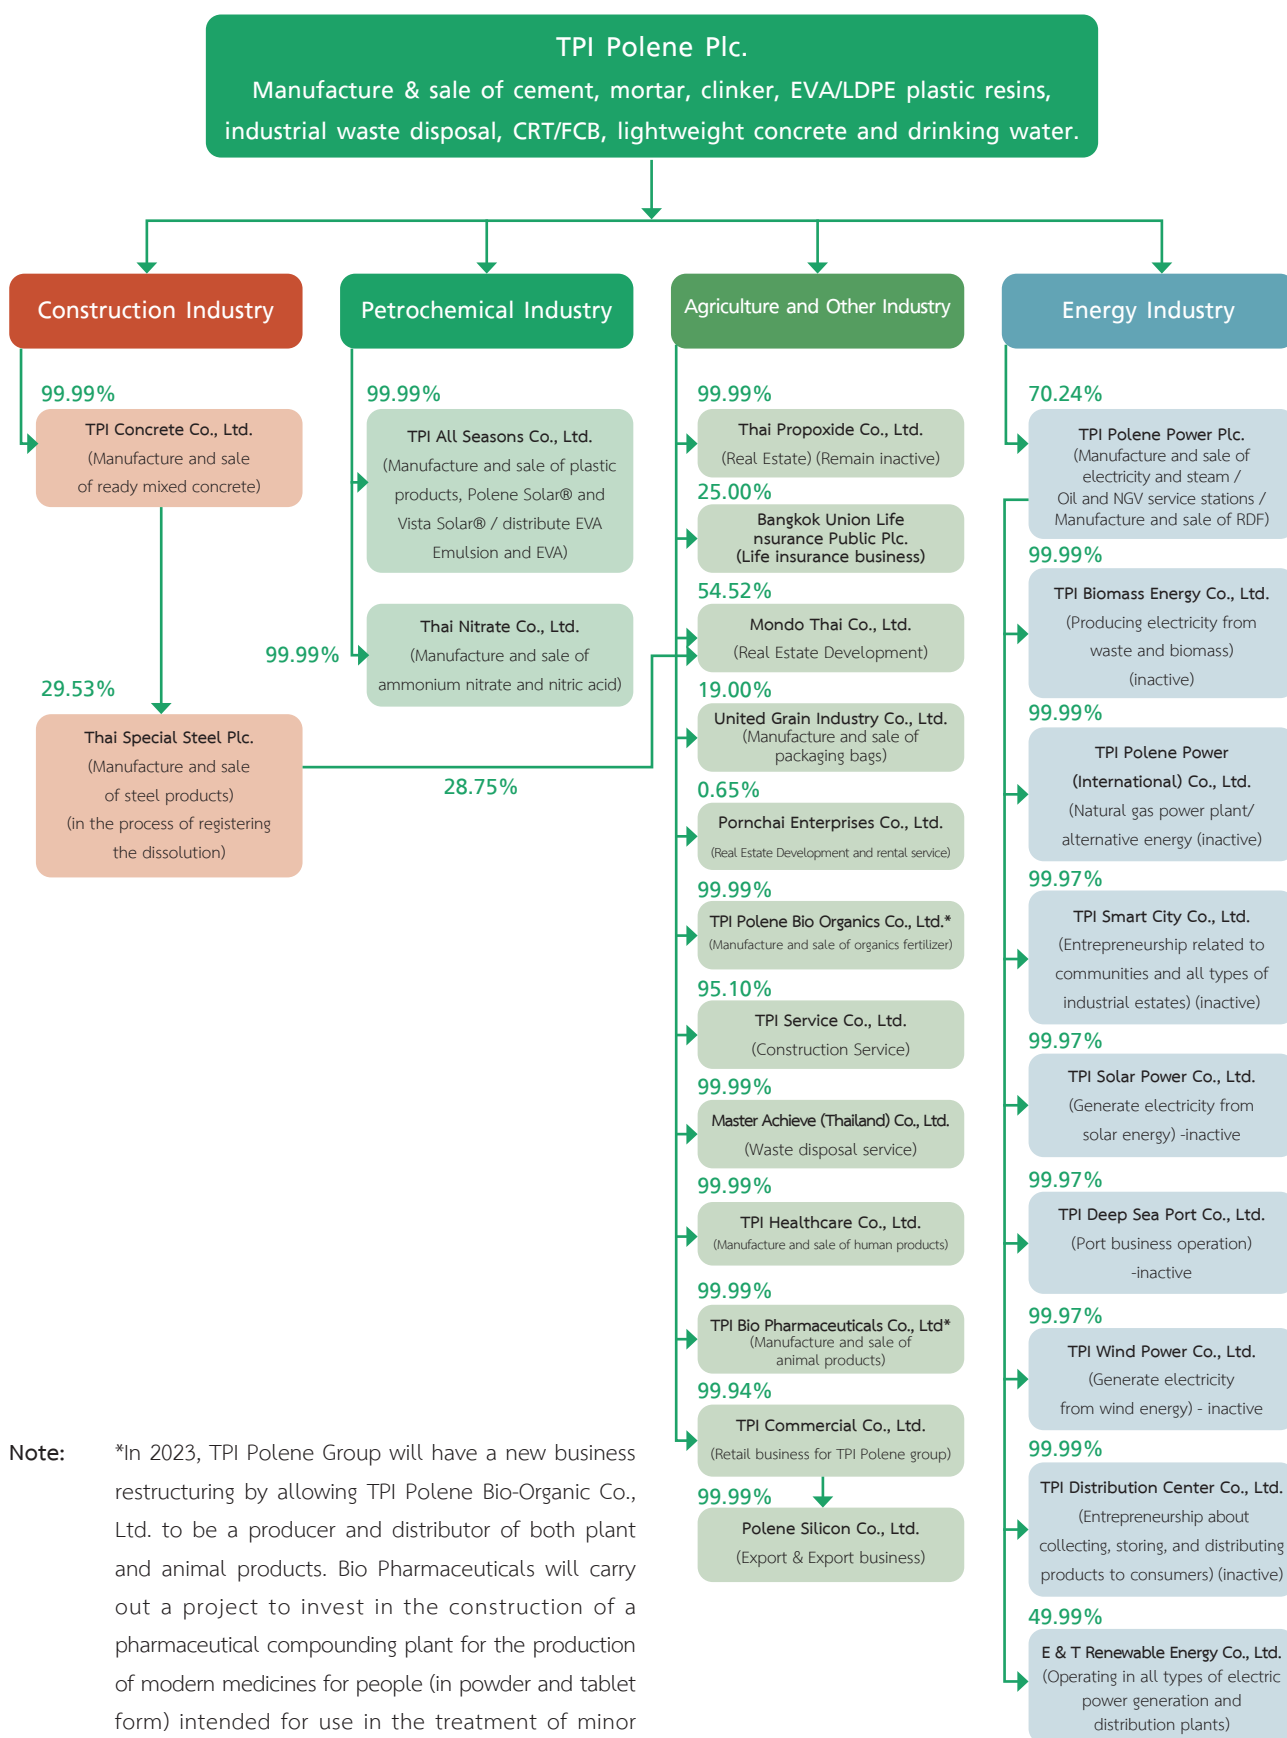 TPI Polene Plc.
Manufacture & sale of cement, mortar, clinker, EVA/LDPE plastic resins,
industrial waste disposal, CRT/FCB, lightweight concrete and drinking water.
Construction Industry
99.99%
TPI Concrete Co., Ltd.
(Manufacture and sale
of ready mixed concrete)
29.53%
Thai Special Steel Plc.
(Manufacture and sale
of steel products)
(in the process of registering
the dissolution)
28.75%
Petrochemical Industry
99.99%
TPI All Seasons Co., Ltd.
(Manufacture and sale of plastic
products, Polene Solar® and
Vista Solar® / distribute EVA
Emulsion and EVA)
99.99%
Thai Nitrate Co., Ltd.
(Manufacture and sale of
ammonium nitrate and nitric acid)
Agriculture and Other Industry
99.99%
Thai Propoxide Co., Ltd.
(Real Estate) (Remain inactive)
25.00%
Bangkok Union Life
nsurance Public Plc.
(Life insurance business)
54.52%
Mondo Thai Co., Ltd.
(Real Estate Development)
19.00%
United Grain Industry Co., Ltd.
(Manufacture and sale of
packaging bags)
0.65%
Pornchai Enterprises Co., Ltd.
(Real Estate Development and rental service)
99.99%
TPI Polene Bio Organics Co., Ltd.*
(Manufacture and sale of organics fertilizer)
95.10%
TPI Service Co., Ltd.
(Construction Service)
99.99%
Master Achieve (Thailand) Co., Ltd.
(Waste disposal service)
99.99%
TPI Healthcare Co., Ltd.
(Manufacture and sale of human products)
99.99%
TPI Bio Pharmaceuticals Co., Ltd*
(Manufacture and sale of
animal products)
99.94%
TPI Commercial Co., Ltd.
(Retail business for TPI Polene group)
99.99%
Polene Silicon Co., Ltd.
(Export & Export business)
Energy Industry
70.24%
TPI Polene Power Plc.
(Manufacture and sale of
electricity and steam /
Oil and NGV service stations /
Manufacture and sale of RDF)
99.99%
TPI Biomass Energy Co., Ltd.
(Producing electricity from
waste and biomass)
(inactive)
99.99%
TPI Polene Power
(International) Co., Ltd.
(Natural gas power plant/
alternative energy (inactive)
99.97%
TPI Smart City Co., Ltd.
(Entrepreneurship related to
communities and all types of
industrial estates) (inactive)
99.97%
TPI Solar Power Co., Ltd.
(Generate electricity from
solar energy) -inactive
99.97%
TPI Deep Sea Port Co., Ltd.
(Port business operation)
-inactive
99.97%
TPI Wind Power Co., Ltd.
(Generate electricity
from wind energy) - inactive
99.99%
TPI Distribution Center Co., Ltd.
(Entrepreneurship about
collecting, storing, and distributing
products to consumers) (inactive)
49.99%
E & T Renewable Energy Co., Ltd.
(Operating in all types of electric
power generation and
distribution plants)
Note: *In 2023, TPI Polene Group will have a new business
restructuring by allowing TPI Polene Bio-Organic Co.,
Ltd. to be a producer and distributor of both plant
and animal products. Bio Pharmaceuticals will carry
out a project to invest in the construction of a
pharmaceutical compounding plant for the production
of modern medicines for people (in powder and tablet
form) intended for use in the treatment of minor